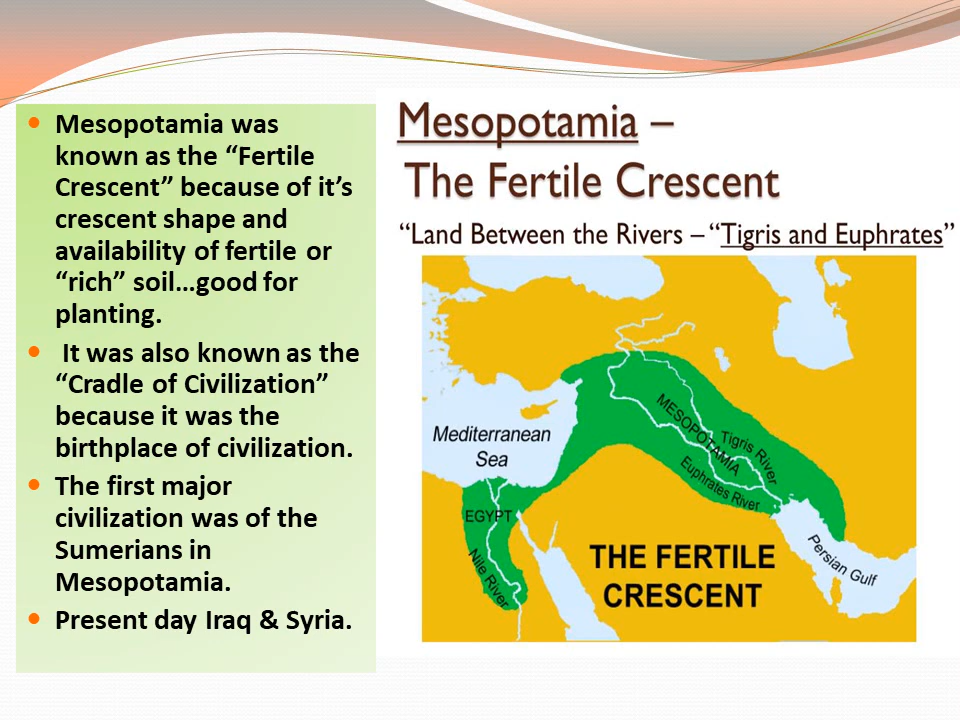 Mesopotamia was
known as the “Fertile
Crescent” because of it’s
crescent shape and
availability of fertile or
“rich” soil…good for
planting.
It was also known as the
“Cradle of Civilization”
because it was the
birthplace of civilization.
The first major
civilization was of the
Sumerians in
Mesopotamia.
Present day Iraq & Syria.
Mesopotamia –
The Fertile Crescent
“Land Between the Rivers – “Tigris and Euphrates”
Mediterranean
Sea
MESOPOTAMIA
Tigris River
Euphrates River
EGYPT
Nile River
Persian Gulf
THE FERTILE
CRESCENT